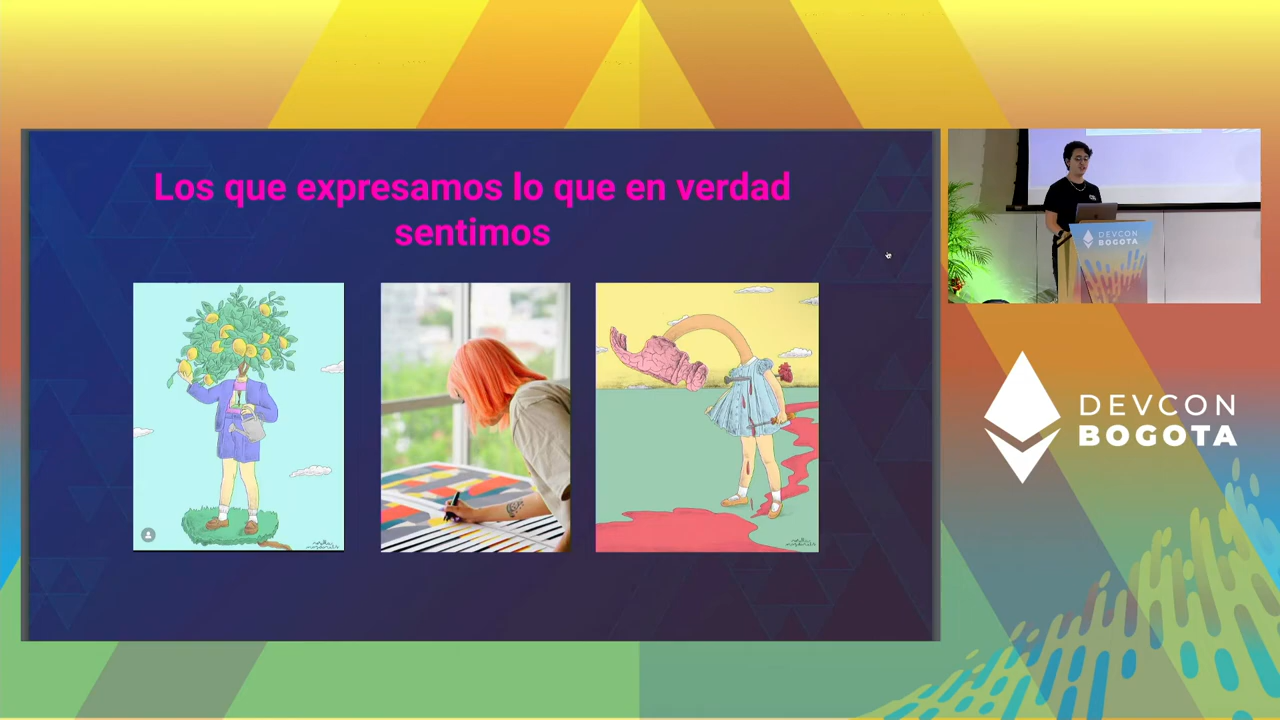 Los que expresamos lo que en verdad
sentimos
DEVCON
BOGOTA
DEVCON
BOGOTA